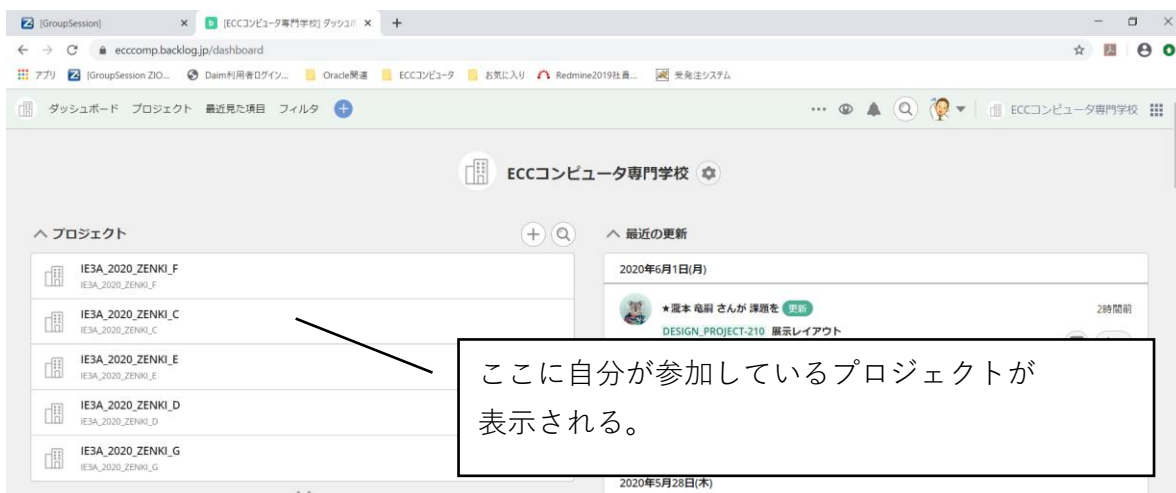 [GroupSession]
[ECCコンピュータ専門学校] ダッシュボ
ecccomp.backlog.jp/dashboard
アプリ [GroupSession ZIO... Daim利用者ログイン... Oracle関連 ECCコンピュータ お気に入り Redmine2019社員... 受発注システム
ダッシュボード プロジェクト 最近見た項目 フィルタ ECCコンピュータ専門学校
ECCコンピュータ専門学校
プロジェクト
IE3A_2020_ZENKI_F
IE3A_2020_ZENKI_F
IE3A_2020_ZENKI_C
IE3A_2020_ZENKI_C
IE3A_2020_ZENKI_E
IE3A_2020_ZENKI_E
IE3A_2020_ZENKI_D
IE3A_2020_ZENKI_D
IE3A_2020_ZENKI_G
IE3A_2020_ZENKI_G
最近の更新
2020年6月1日(月)
さんが 課題を 更新 2時間前
DESIGN_PROJECT-210 展示レイアウト
ここに自分が参加しているプロジェクトが
表示される。
2020年5月28日(木)